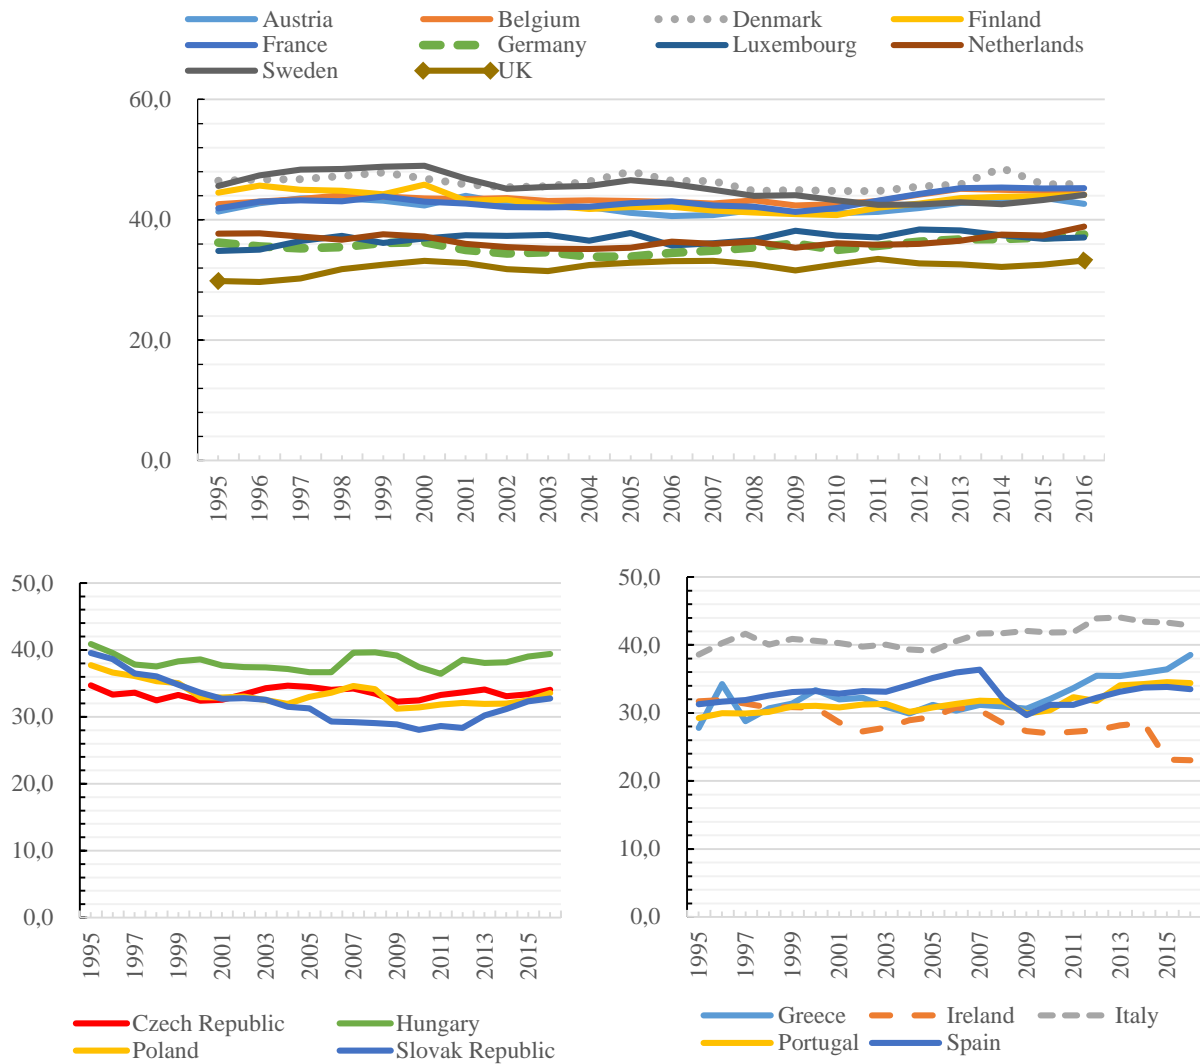 Austria Belgium Denmark Finland
France Germany Luxembourg Netherlands
Sweden UK
60,0
40,0
20,0
0,0
1995 1996 1997 1998 1999 2000 2001 2002 2003 2004 2005 2006 2007 2008 2009 2010 2011 2012 2013 2014 2015 2016
50,0
40,0
30,0
20,0
10,0
0,0
1995 1997 1999 2001 2003 2005 2007 2009 2011 2013 2015
Czech Republic Hungary
Poland Slovak Republic
50,0
40,0
30,0
20,0
10,0
0,0
1995 1997 1999 2001 2003 2005 2007 2009 2011 2013 2015
Greece Ireland Italy
Portugal Spain